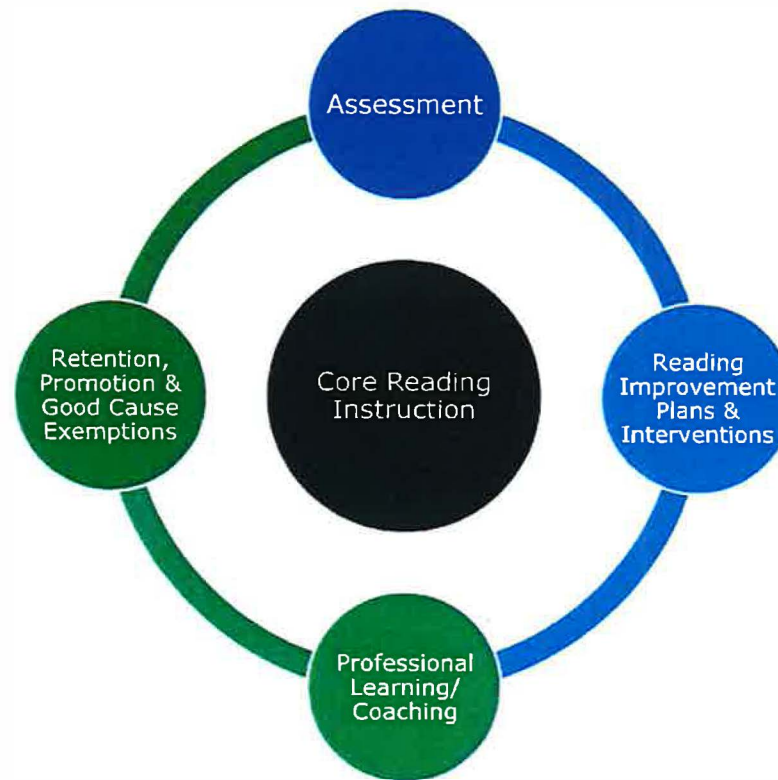 Assessment
Retention,
Promotion &
Good Cause
Exemptions
Core Reading
Instruction
Reading
Improvement
Plans &
Interventions
Professional
Learning/
Coaching